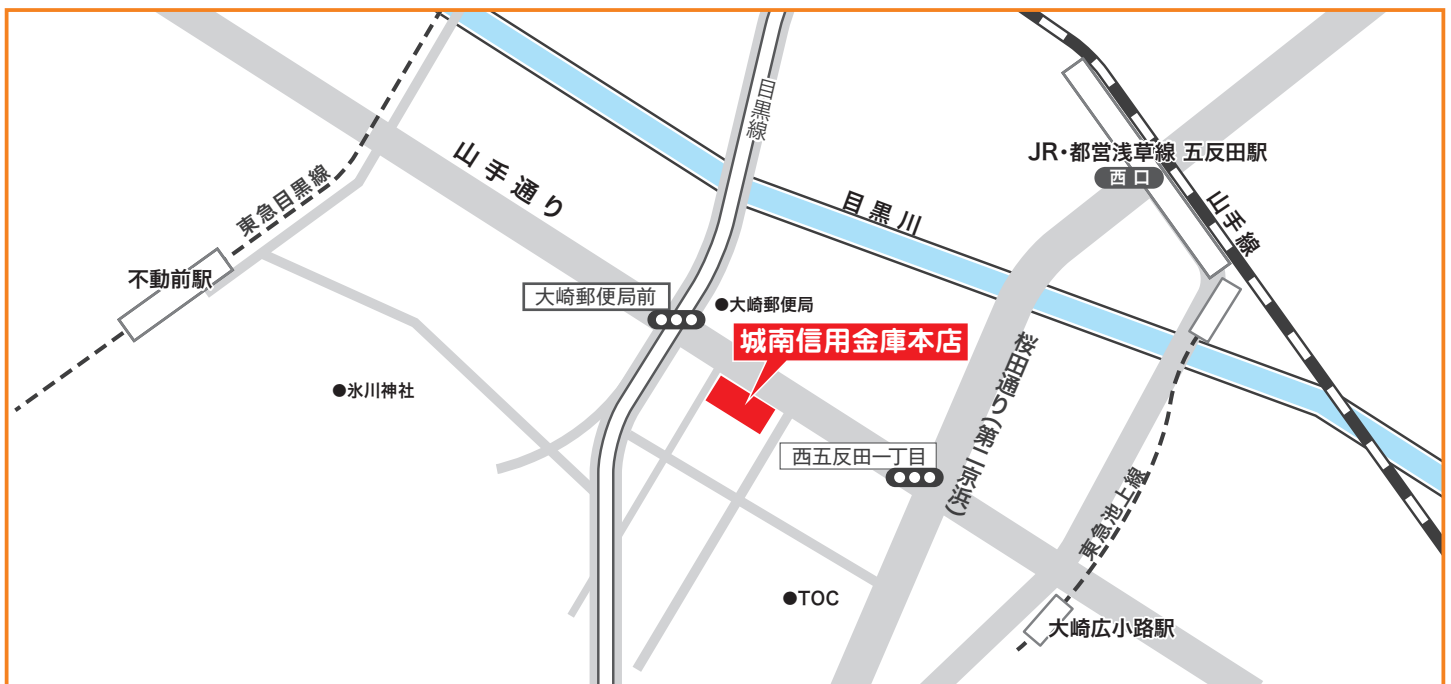 目黒線
JR・都営浅草線 五反田駅
西口
山手通り
東急目黒線
目黒川
山手線
不動前駅
大崎郵便局前
●大崎郵便局
城南信用金庫本店
桜田通り(第二京浜)
●氷川神社
西五反田一丁目
東急池上線
●TOC
大崎広小路駅